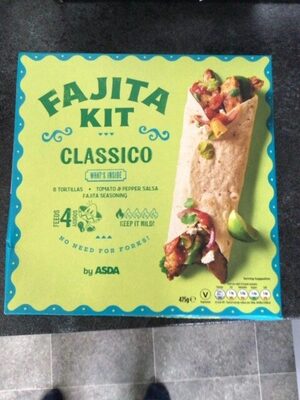 FAJITA
KIT
CLASSICO
WHAT'S INSIDE
8 TORTILLAS • TOMATO & PEPPER SALSA
FAJITA SEASONING
FEEDS 4
KEEP IT MILD!
NO NEED FOR FORKS!
by ASDA
475g e
V